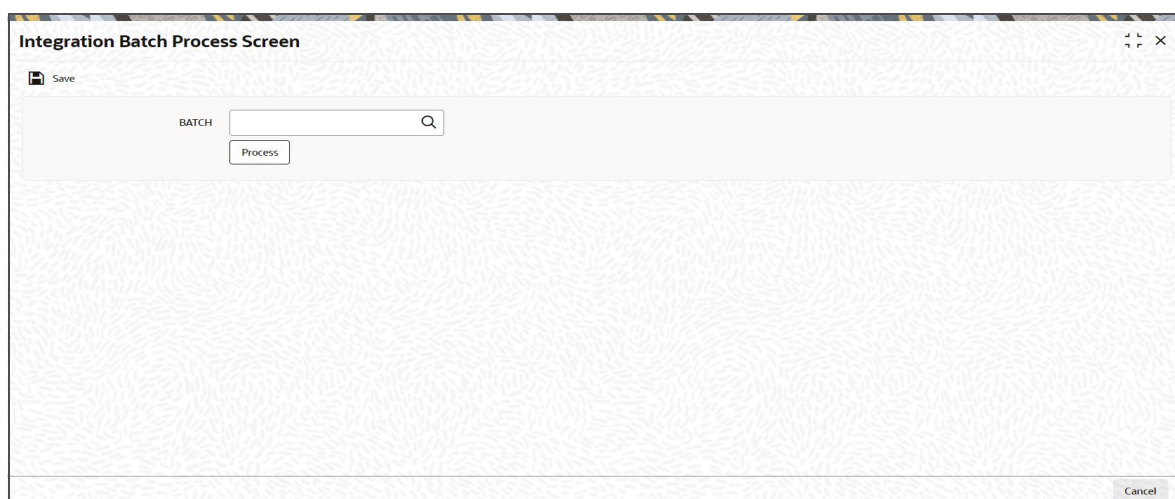 Integration Batch Process Screen
Save
BATCH
Process
Cancel